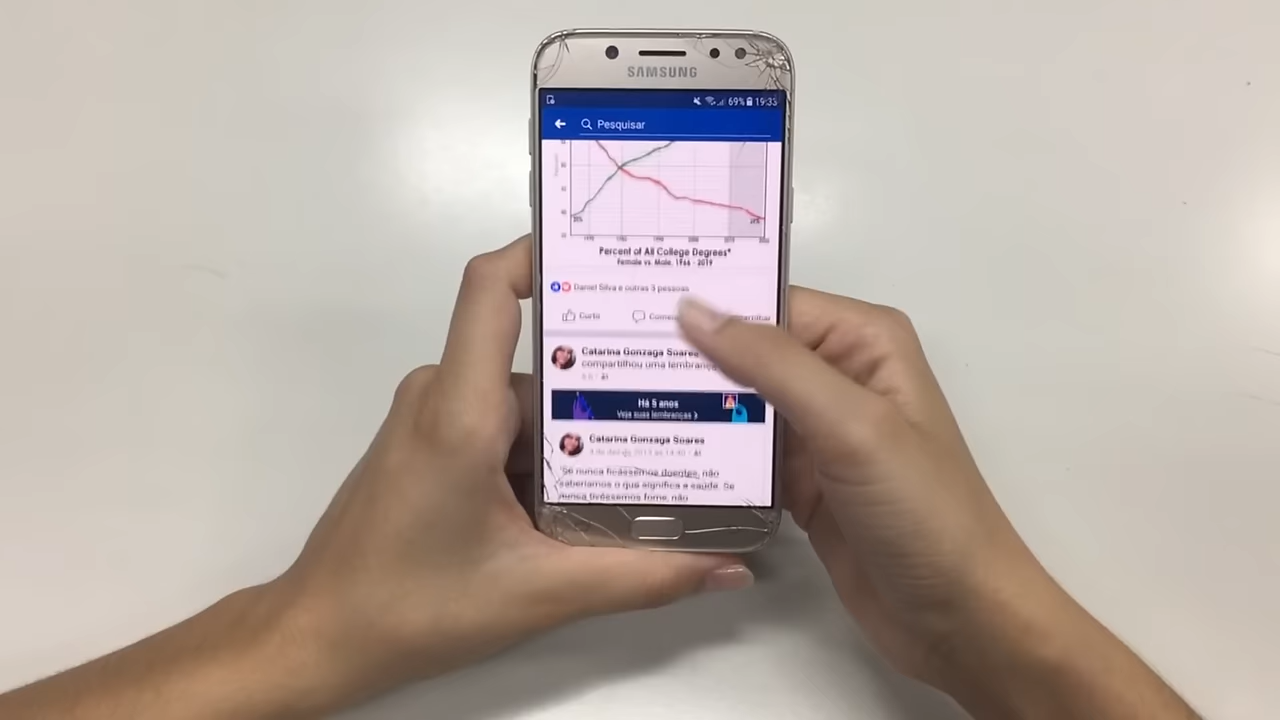 SAMSUNG
69% 19:33
Pesquisar
Percent of All College Degrees*
Female vs. Male, 1966 - 2019
Daniel Silva e outras 3 pessoas
Curtir
Catarina Gonzaga Soares
compartilhou uma lembrança
Há 5 anos
Veja suas lembranças >
Catarina Gonzaga Soares
"Se nunca ficássemos doentes, não
saberíamos o que significa a saúde. Se
nunca tivéssemos fome, não